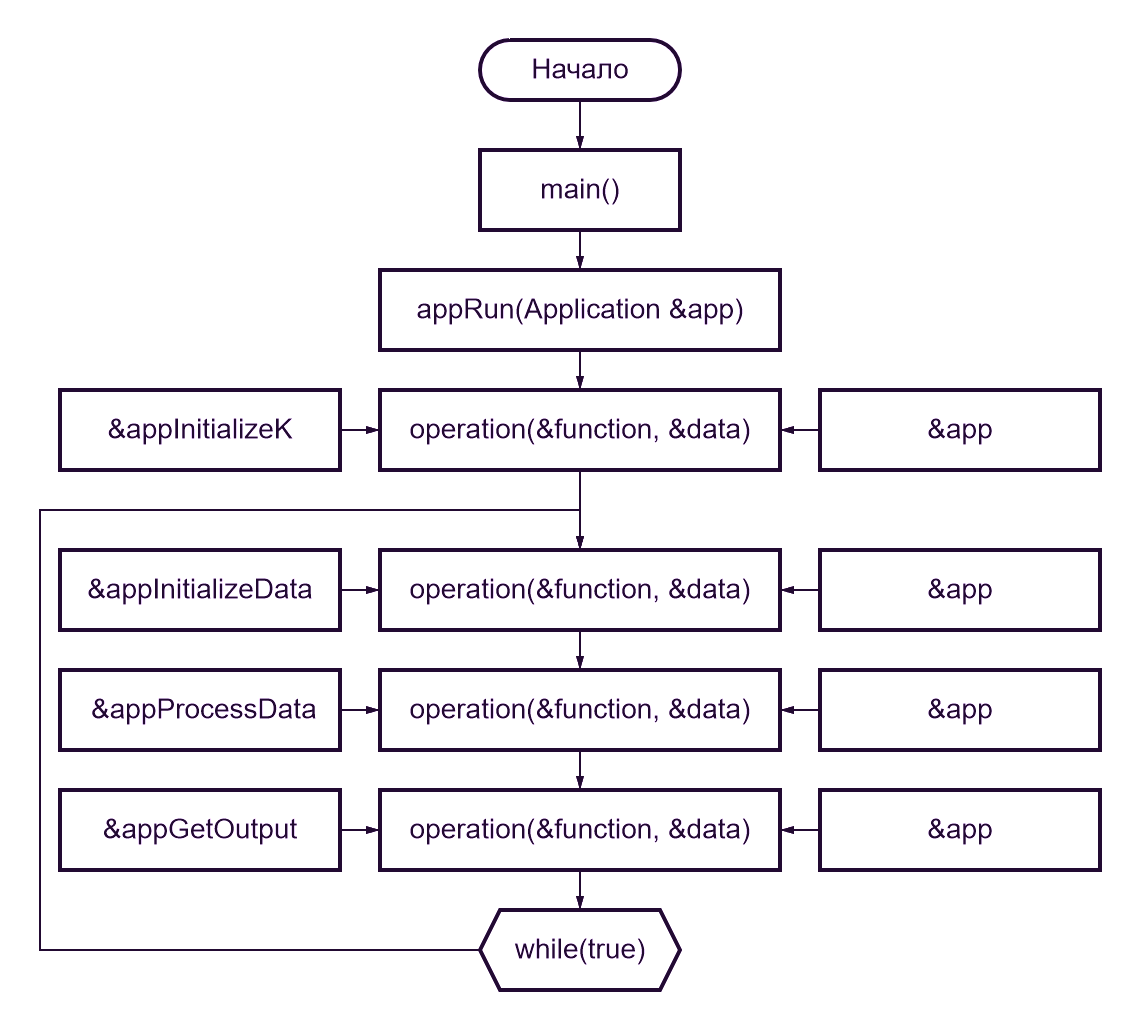 Начало
main()
appRun(Application &app)
&appInitializeK
operation(&function, &data)
&app
&appInitializeData
operation(&function, &data)
&app
&appProcessData
operation(&function, &data)
&app
&appGetOutput
operation(&function, &data)
&app
while(true)